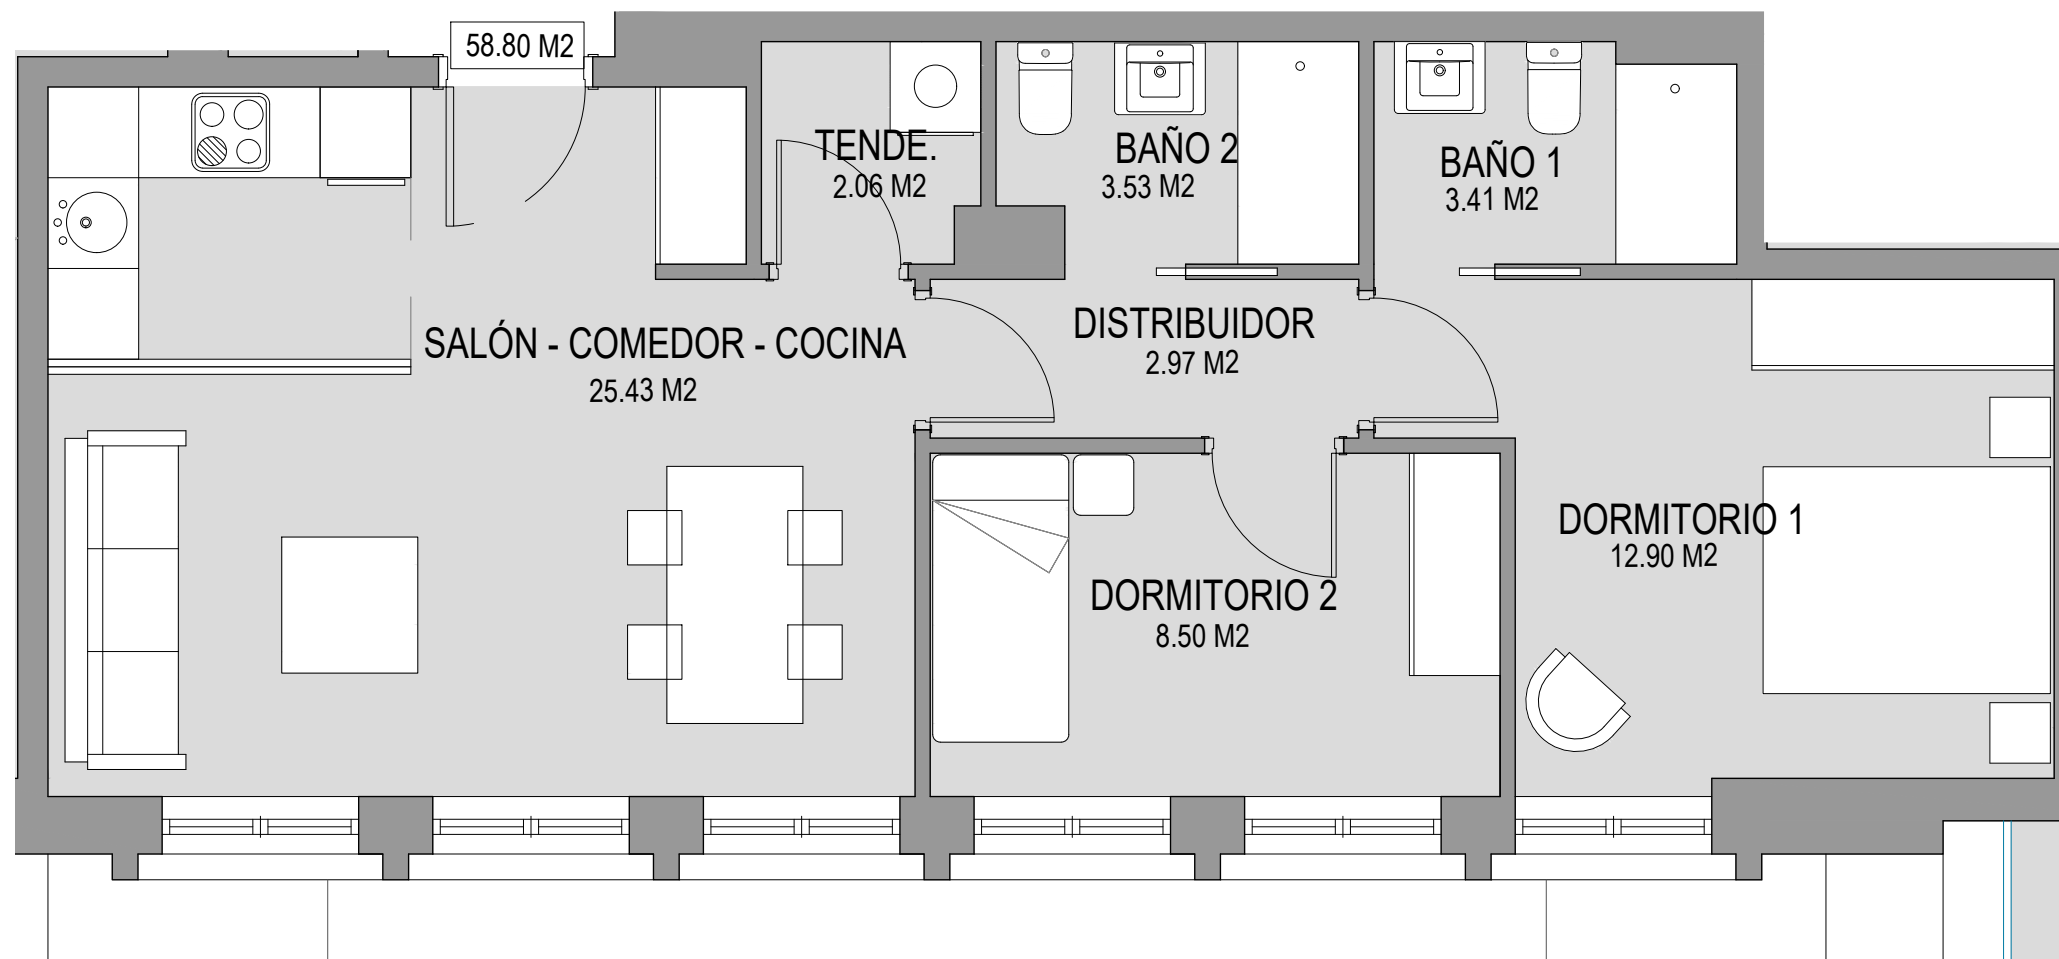 58.80 M2
TENDE.
2.06 M2
BAÑO 2
3.53 M2
BAÑO 1
3.41 M2
SALÓN - COMEDOR - COCINA
25.43 M2
DISTRIBUIDOR
2.97 M2
DORMITORIO 1
12.90 M2
DORMITORIO 2
8.50 M2